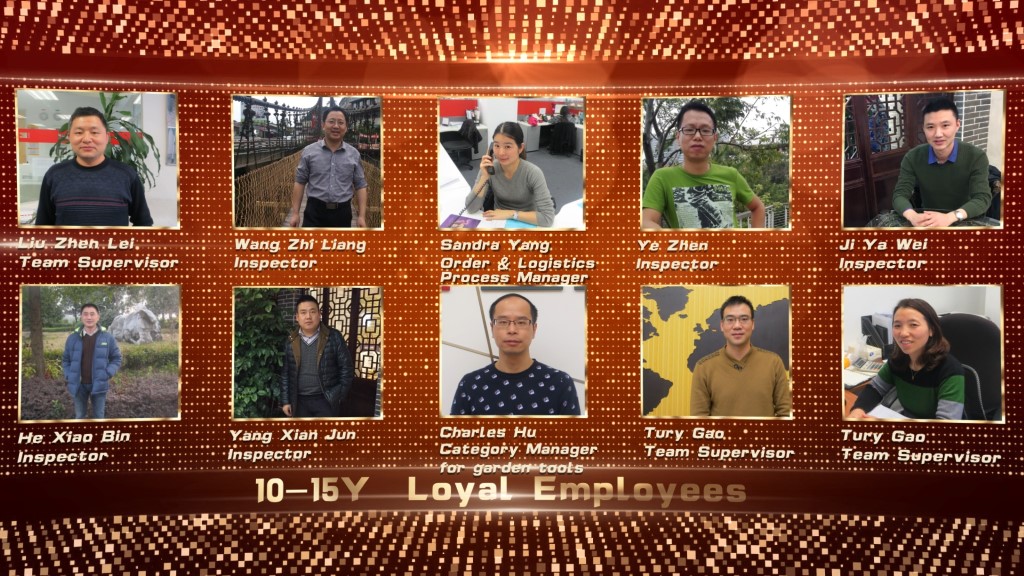 Liu Zhen Lei
Team Supervisor
Wang Zhi Liang
Inspector
Sandra Yang
Order & Logistics
Process Manager
Ye Zhen
Inspector
Ji Ya Wei
Inspector
He Xiao Bin
Inspector
Yang Xian Jun
Inspector
Charles Hu
Category Manager
for garden tools
Tury Gao
Team Supervisor
Tury Gao
Team Supervisor
10-15Y Loyal Employees